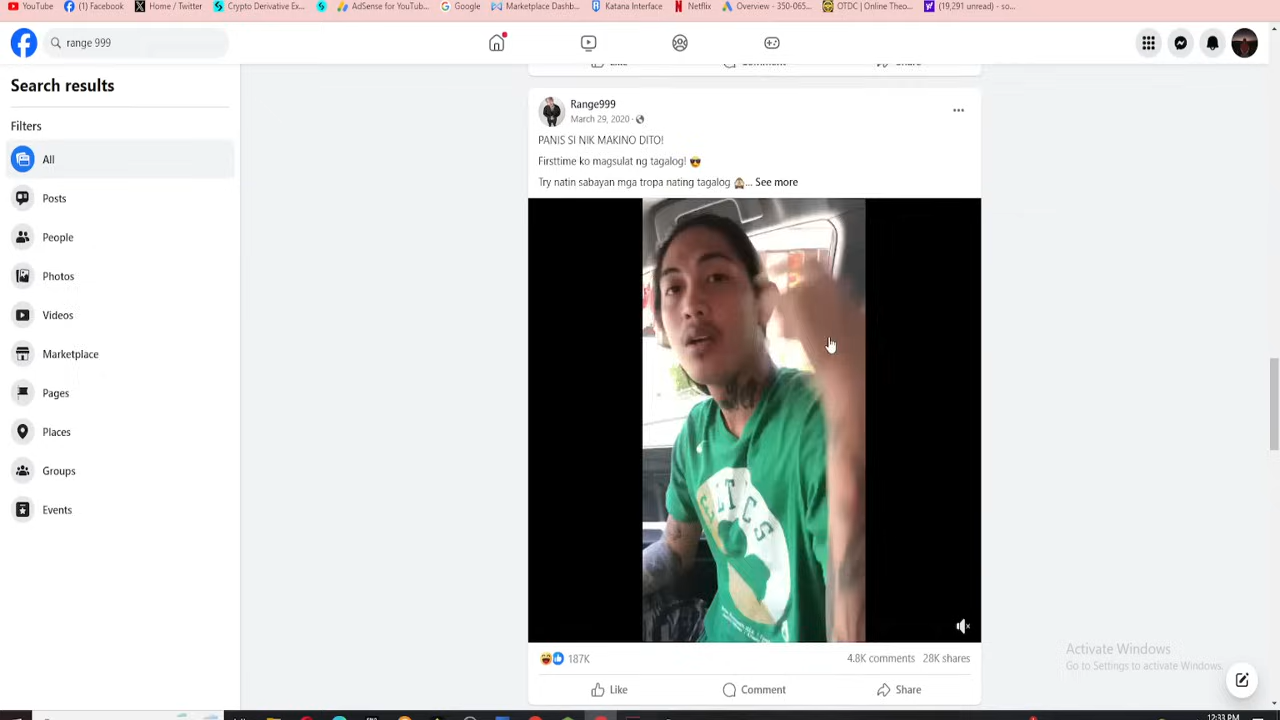 YouTube (1) Facebook Home / Twitter Crypto Derivative Ex... AdSense for YouTub... Google Marketplace Dashb... Katana Interface Netflix Overview - 350-065... OTDC | Online Theo... (19,291 unread) - so...
range 999
Search results
Filters
All
Posts
People
Photos
Videos
Marketplace
Pages
Places
Groups
Events
Like Comment Share
Range999
March 29, 2020
PANIS SI NIK MAKINO DITO!
Firsttime ko magsulat ng tagalog! 😎
Try natin sabayan mga tropa nating tagalog 🙈... See more
CELTICS
187K 4.8K comments 28K shares
Like Comment Share
Activate Windows
Go to Settings to activate Windows.
12:33 PM